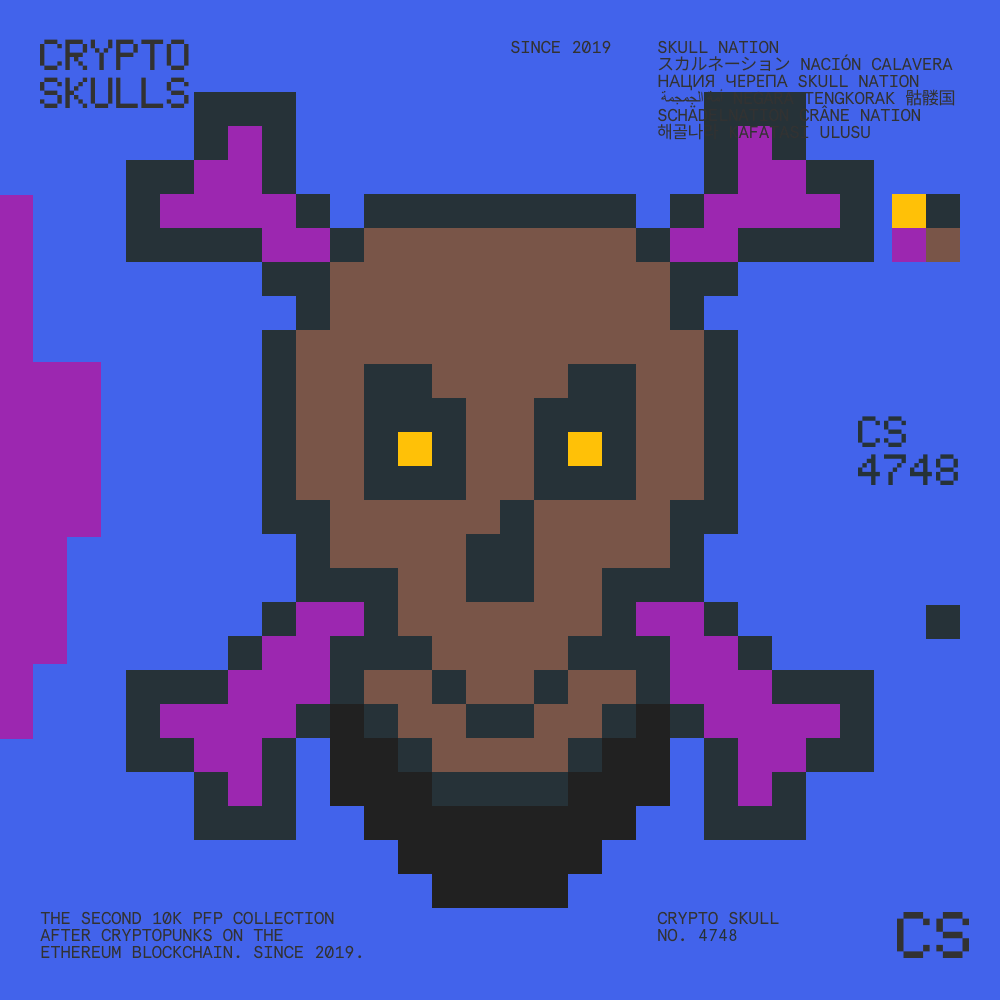 CRYPTO
SKULLS
SINCE 2019
SKULL NATION
スカルネーション NACIÓN CALAVERA
НАЦИЯ ЧЕРЕПА SKULL NATION
TENGKORAK 骷髅国
CRÂNE NATION
해골나라 KAFATASI ULUSU
CS
4748
THE SECOND 10K PFP COLLECTION
AFTER CRYPTOPUNKS ON THE
ETHEREUM BLOCKCHAIN. SINCE 2019.
CRYPTO SKULL
NO. 4748
CS